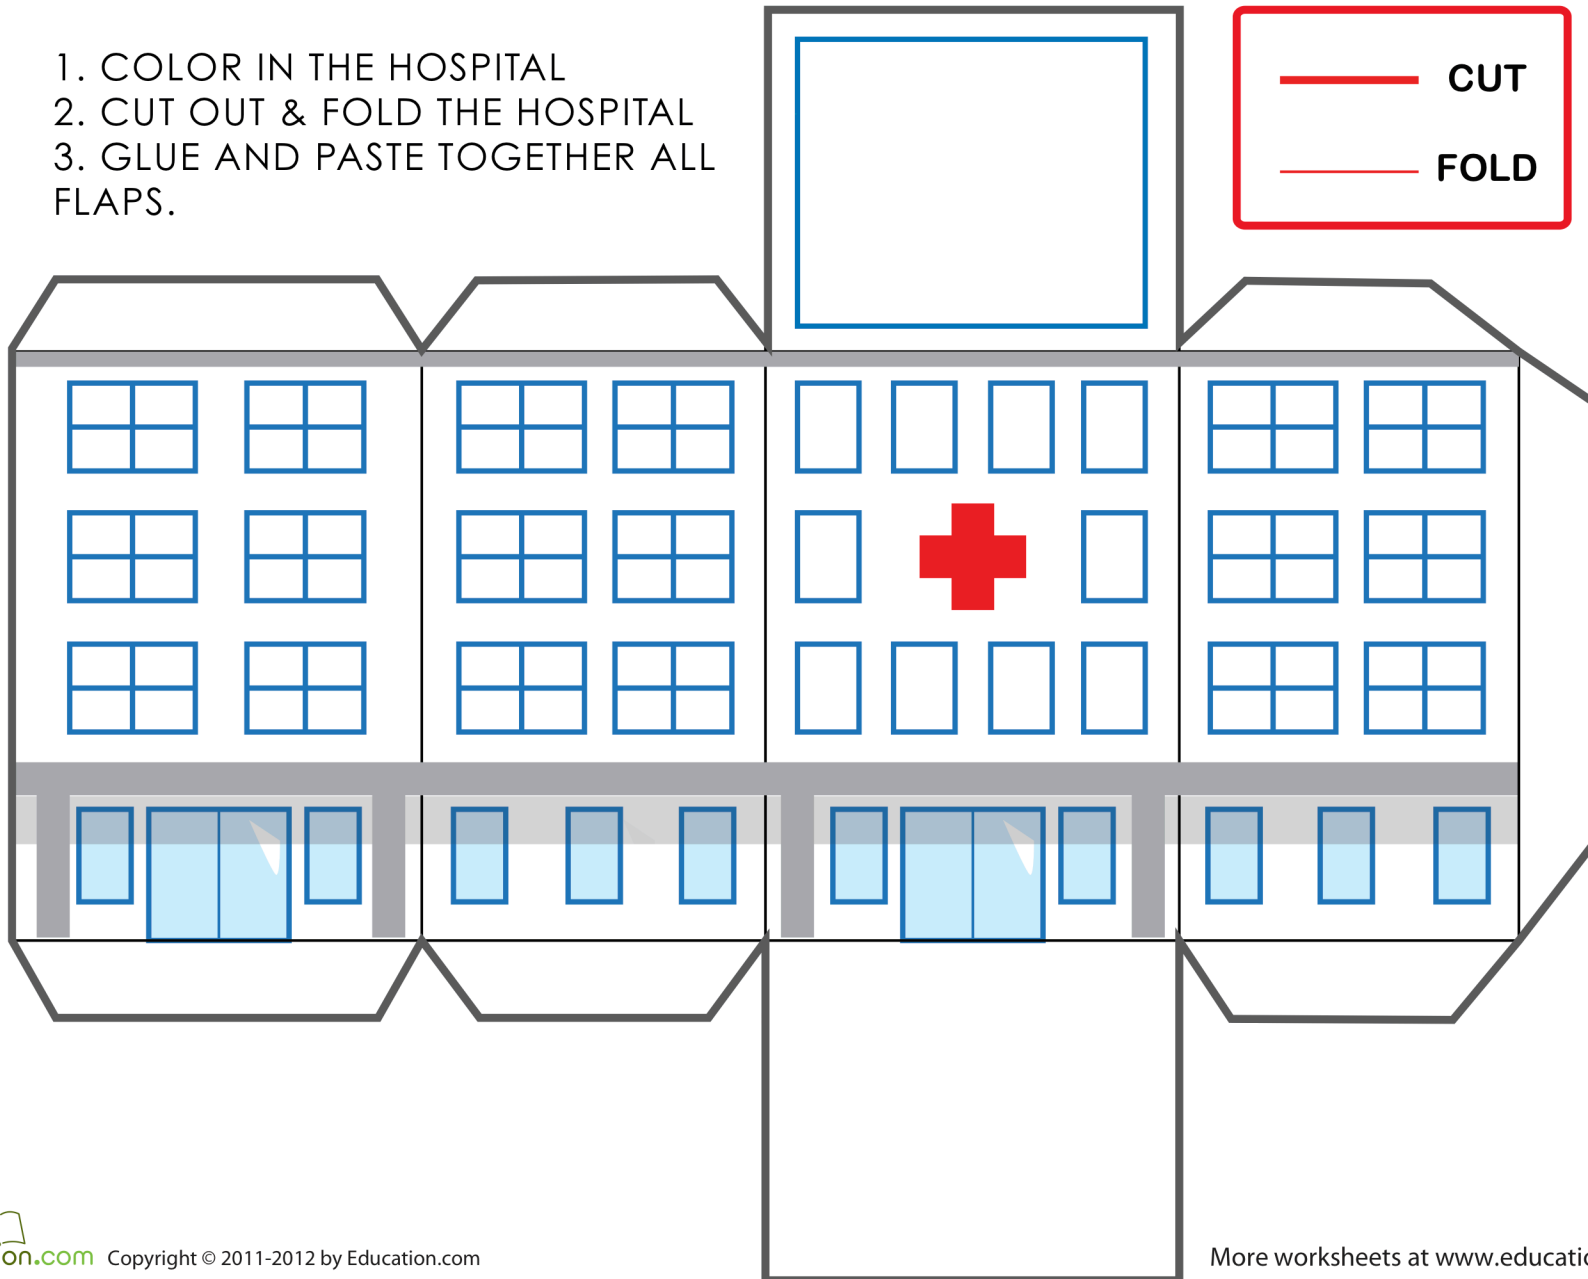 1. COLOR IN THE HOSPITAL
2. CUT OUT & FOLD THE HOSPITAL
3. GLUE AND PASTE TOGETHER ALL
FLAPS.
CUT
FOLD
on.com Copyright © 2011-2012 by Education.com
More worksheets at www.educatio